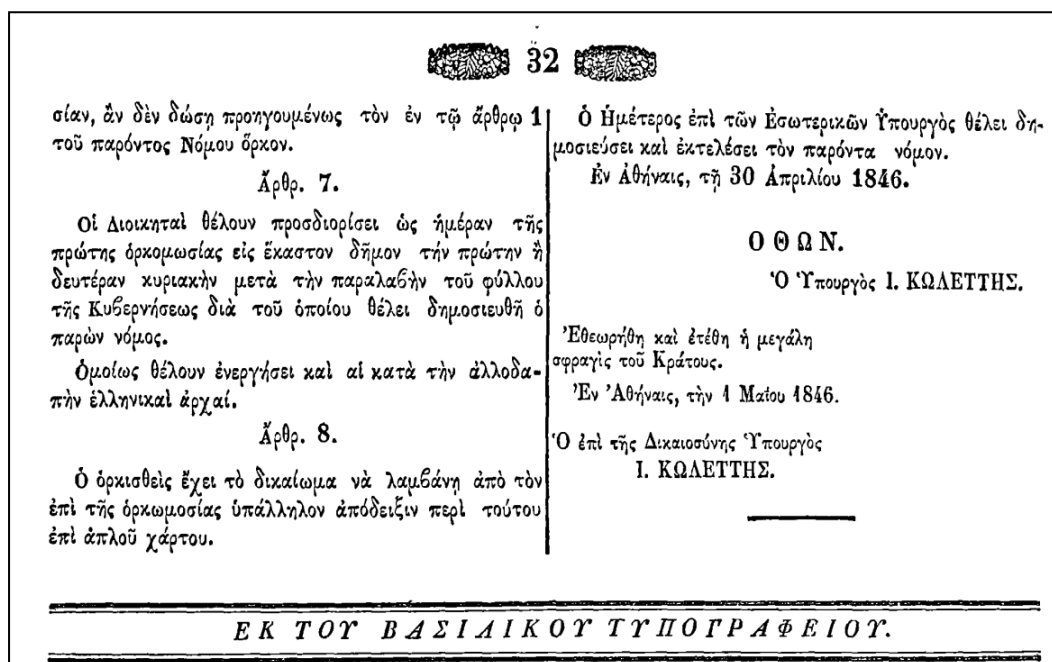 32
σίαν, ἂν δὲν δώσῃ προηγουμένως τὸν ἐν τῷ ἄρθρῳ 1
τοῦ παρόντος Νόμου ὅρκον.
Ἄρθρ. 7.
Οἱ Διοικηταὶ θέλουν προσδιορίσει ὡς ἡμέραν τῆς
πρώτης ὁρκομωσίας εἰς ἕκαστον δῆμον τὴν πρώτην ἢ
δευτέραν κυριακὴν μετὰ τὴν παραλαβὴν τοῦ φύλλου
τῆς Κυβερνήσεως διὰ τοῦ ὁποίου θέλει δημοσιευθῆ ὁ
παρὼν νόμος.
Ὁμοίως θέλουν ἐνεργήσει καὶ αἱ κατὰ τὴν ἀλλοδα-
πὴν ἑλληνικαὶ ἀρχαί.
Ἄρθρ. 8.
Ὁ ὁρκισθεὶς ἔχει τὸ δικαίωμα νὰ λαμβάνῃ ἀπὸ τὸν
ἐπὶ τῆς ὁρκωμοσίας ὑπάλληλον ἀπόδειξιν περὶ τούτου
ἐπὶ ἁπλοῦ χάρτου.
Ὁ Ἡμέτερος ἐπὶ τῶν Ἐσωτερικῶν Ὑπουργὸς θέλει δη-
μοσιεύσει καὶ ἐκτελέσει τὸν παρόντα νόμον.
Ἐν Ἀθήναις, τῇ 30 Ἀπριλίου 1846.
ΟΘΩΝ.
Ὁ Ὑπουργὸς Ι. ΚΩΛΕΤΤΗΣ.
Ἐθεωρήθη καὶ ἐτέθη ἡ μεγάλη
σφραγὶς τοῦ Κράτους.
Ἐν Ἀθήναις, τὴν 1 Μαΐου 1846.
Ὁ ἐπὶ τῆς Δικαιοσύνης Ὑπουργὸς
Ι. ΚΩΛΕΤΤΗΣ.
ΕΚ ΤΟΥ ΒΑΣΙΛΙΚΟΥ ΤΥΠΟΓΡΑΦΕΙΟΥ.